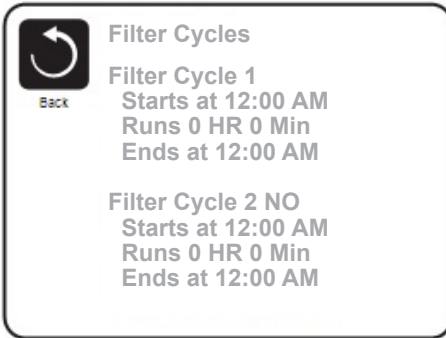 Filter Cycles
Back
Filter Cycle 1
Starts at 12:00 AM
Runs 0 HR 0 Min
Ends at 12:00 AM
Filter Cycle 2 NO
Starts at 12:00 AM
Runs 0 HR 0 Min
Ends at 12:00 AM